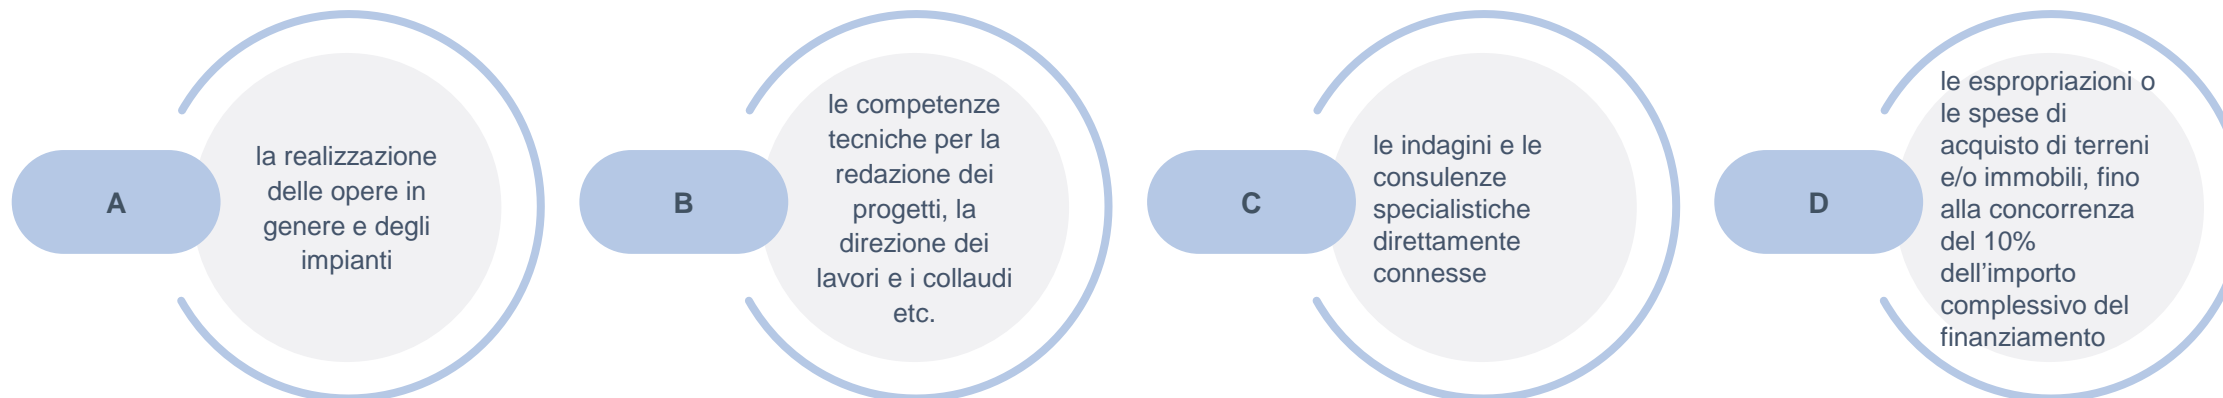 A
la realizzazione
delle opere in
genere e degli
impianti
B
le competenze
tecniche per la
redazione dei
progetti, la
direzione dei
lavori e i collaudi
etc.
C
le indagini e le
consulenze
specialistiche
direttamente
connesse
D
le espropriazioni o
le spese di
acquisto di terreni
e/o immobili, fino
alla concorrenza
del 10%
dell’importo
complessivo del
finanziamento